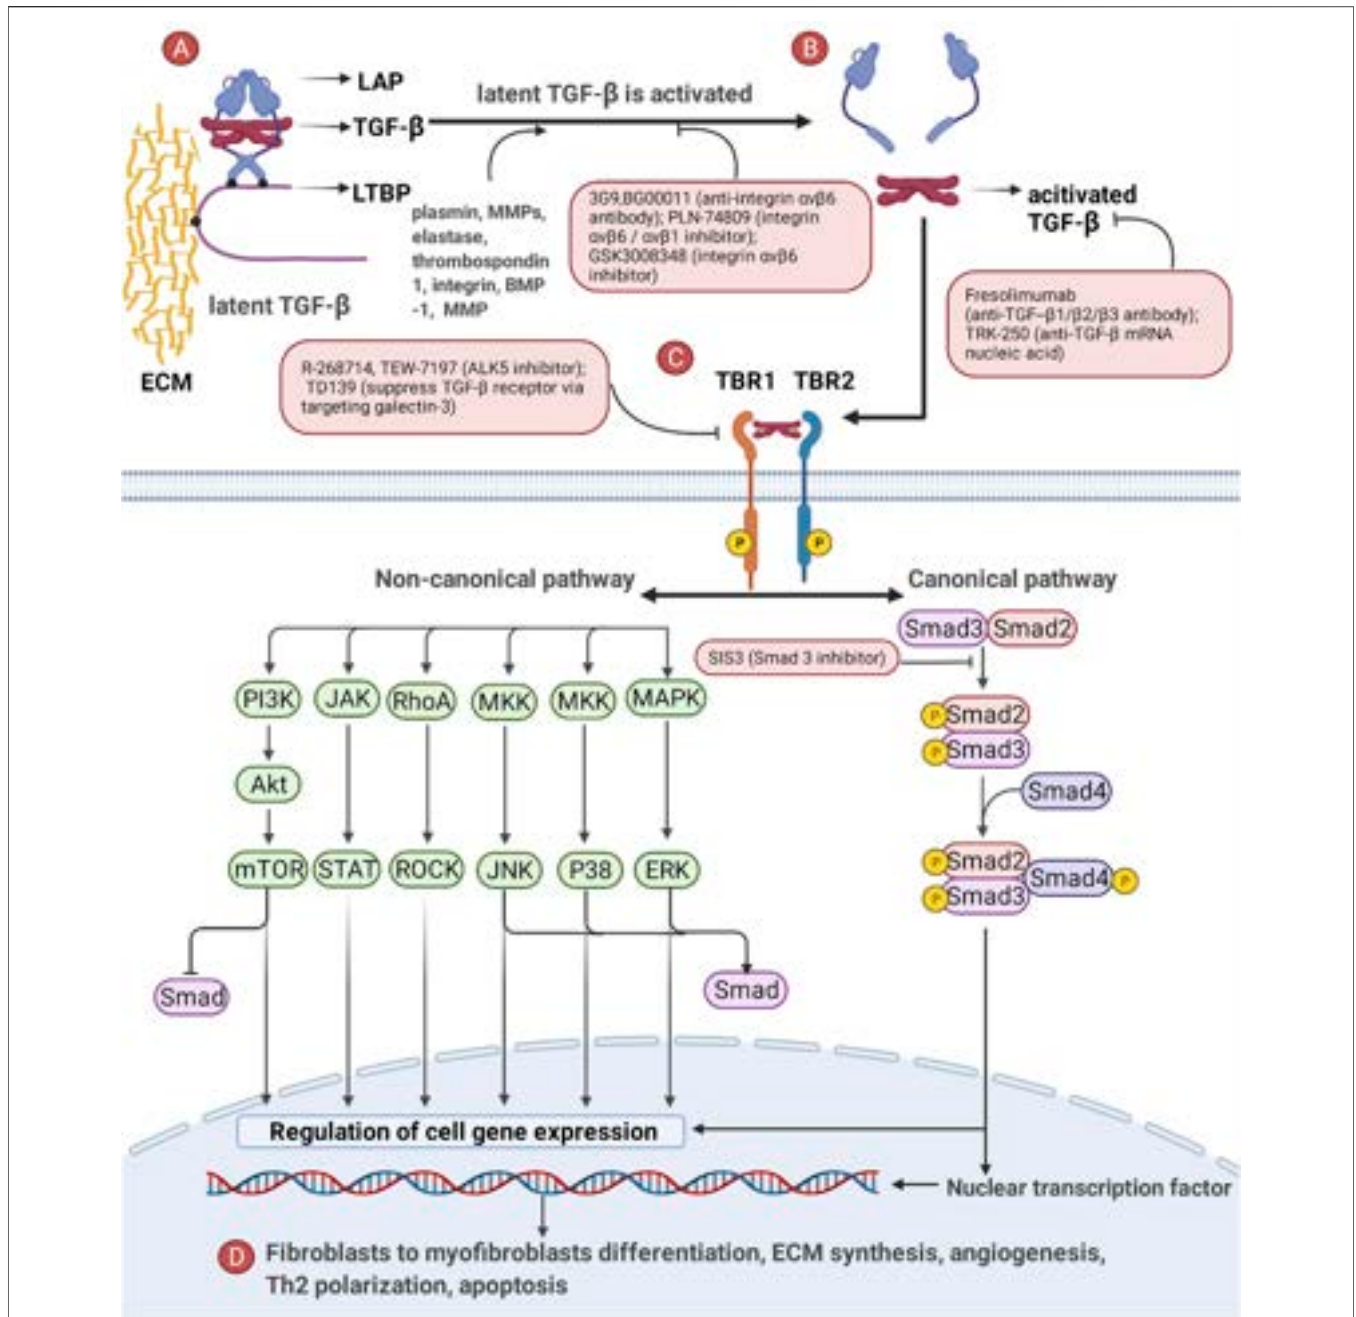 A
LAP
latent TGF-β is activated
TGF-β
LTBP
plasmin, MMPs,
elastase,
thrombospondin
1, integrin, BMP
-1, MMP
latent TGF-β
ECM
3G9,BG00011 (anti-integrin αvβ6
antibody); PLN-74809 (integrin
αvβ6 / αvβ1 inhibitor);
GSK3008348 (integrin αvβ6
inhibitor)
B
acitivated
TGF-β
Fresolimumab
(anti-TGF-β1/β2/β3 antibody);
TRK-250 (anti-TGF-β mRNA
nucleic acid)
R-268714, TEW-7197 (ALK5 inhibitor);
TD139 (suppress TGF-β receptor via
targeting galectin-3)
C
TBR1 TBR2
P P
Non-canonical pathway
Canonical pathway
Smad3 Smad2
SIS3 (Smad 3 inhibitor)
PI3K JAK RhoA MKK MKK MAPK
P Smad2
P Smad3
Akt
Smad4
mTOR STAT ROCK JNK P38 ERK
P Smad2
Smad4 P
P Smad3
Smad
Smad
Regulation of cell gene expression
Nuclear transcription factor
D
Fibroblasts to myofibroblasts differentiation, ECM synthesis, angiogenesis,
Th2 polarization, apoptosis